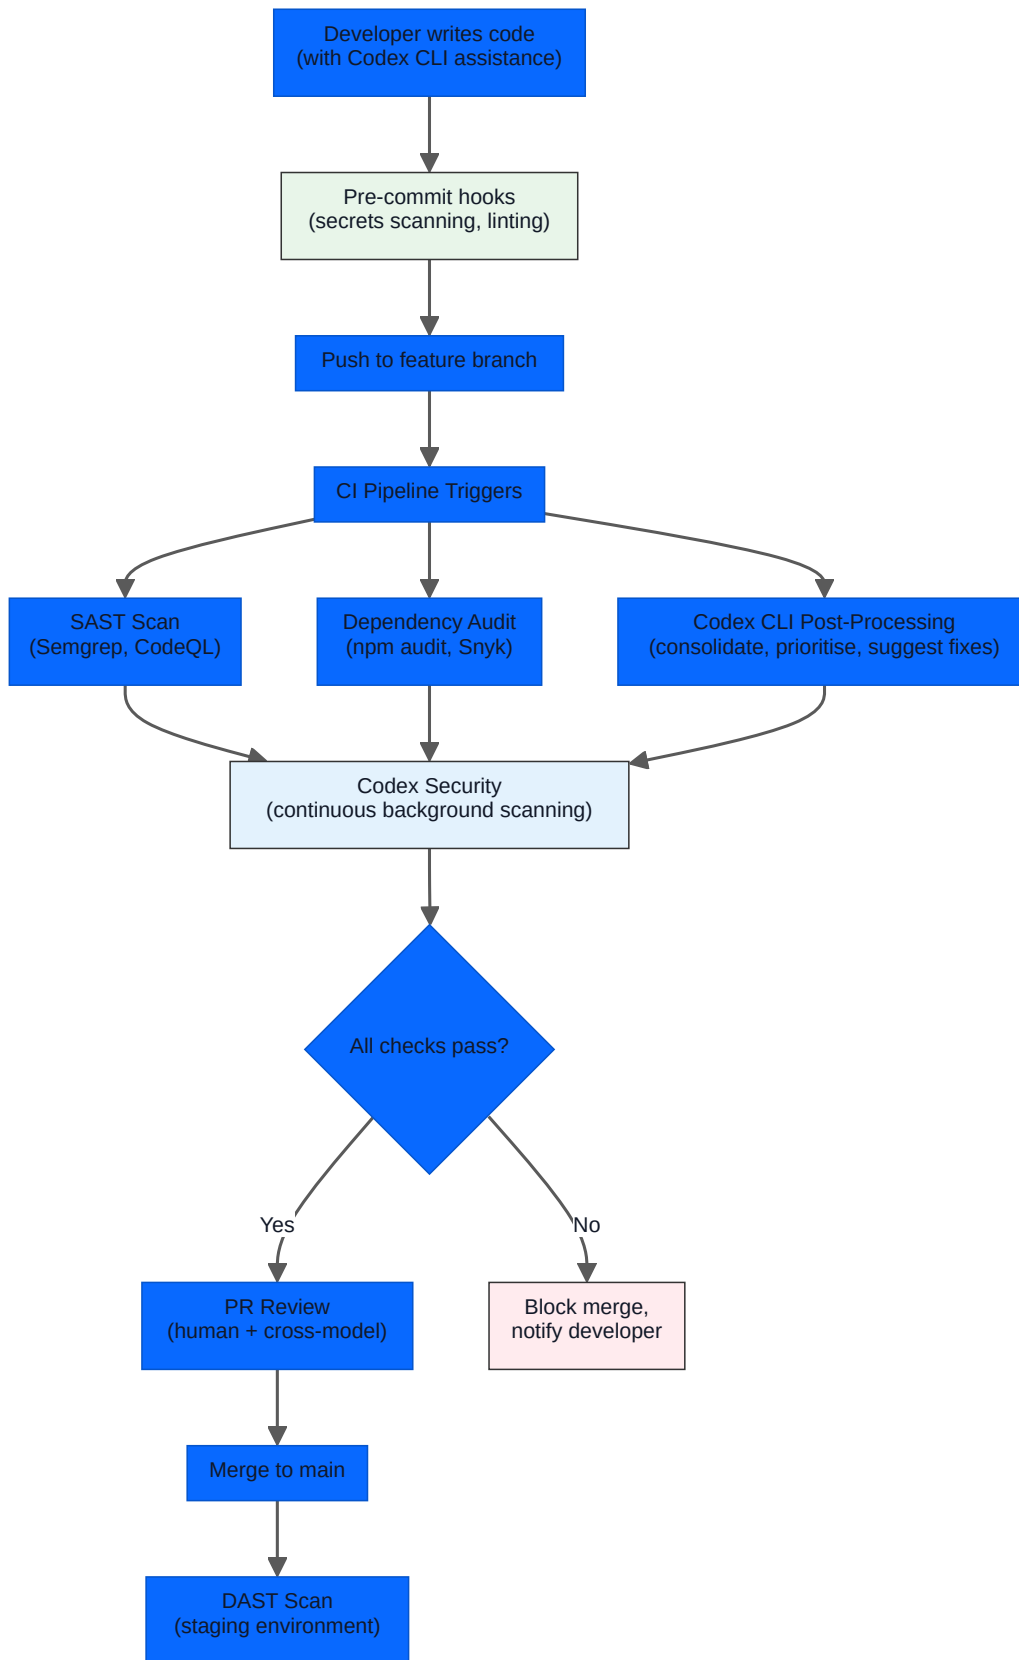 Developer writes code
(with Codex CLI assistance)
Pre-commit hooks
(secrets scanning, linting)
Push to feature branch
CI Pipeline Triggers
SAST Scan
(Semgrep, CodeQL)
Dependency Audit
(npm audit, Snyk)
Codex CLI Post-Processing
(consolidate, prioritise, suggest fixes)
Codex Security
(continuous background scanning)
All checks pass?
Yes
No
PR Review
(human + cross-model)
Block merge,
notify developer
Merge to main
DAST Scan
(staging environment)